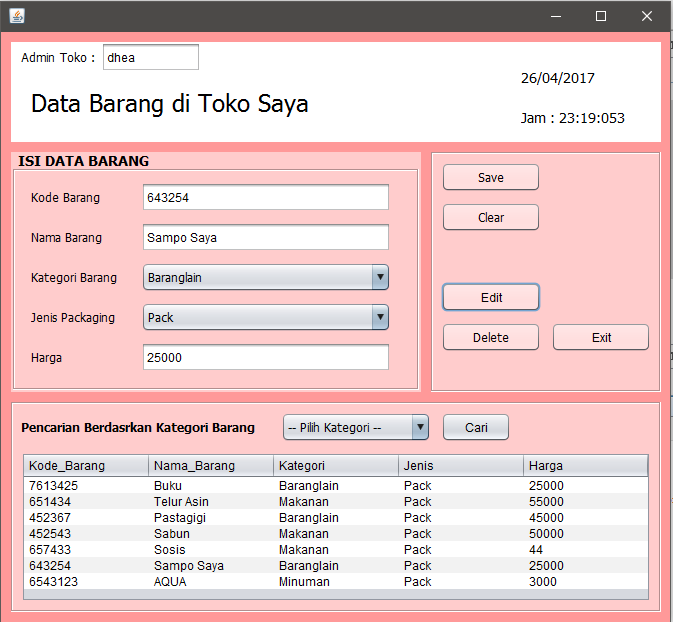 Admin Toko : dhea
26/04/2017
Data Barang di Toko Saya
Jam : 23:19:053
ISI DATA BARANG
Kode Barang 643254
Nama Barang Sampo Saya
Kategori Barang Baranglain
Jenis Packaging Pack
Harga 25000
Save
Clear
Edit
Delete Exit
Pencarian Berdasrkan Kategori Barang -- Pilih Kategori -- Cari
Kode_Barang Nama_Barang Kategori Jenis Harga
7613425 Buku Baranglain Pack 25000
651434 Telur Asin Makanan Pack 55000
452367 Pastagigi Baranglain Pack 45000
452543 Sabun Makanan Pack 50000
657433 Sosis Makanan Pack 44
643254 Sampo Saya Baranglain Pack 25000
6543123 AQUA Minuman Pack 3000